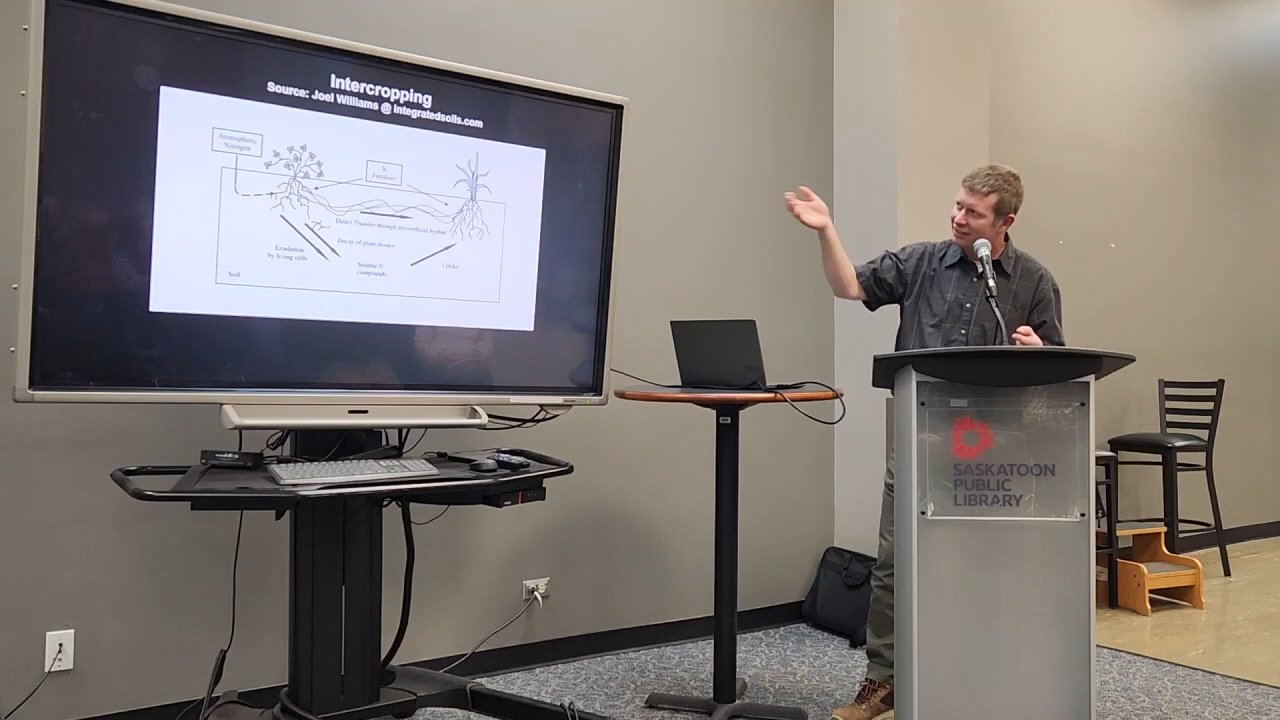 Intercropping
Source: Joel Williams @ integratedsoils.com
Atmospheric
Nitrogen
N
Fertilizer
Direct Transfer through mycorrhizal hyphae
Decay of plant tissues
Exudation
by living cells
Soluble N
compounds
Uptake
Soil
SASKATOON
PUBLIC
LIBRARY